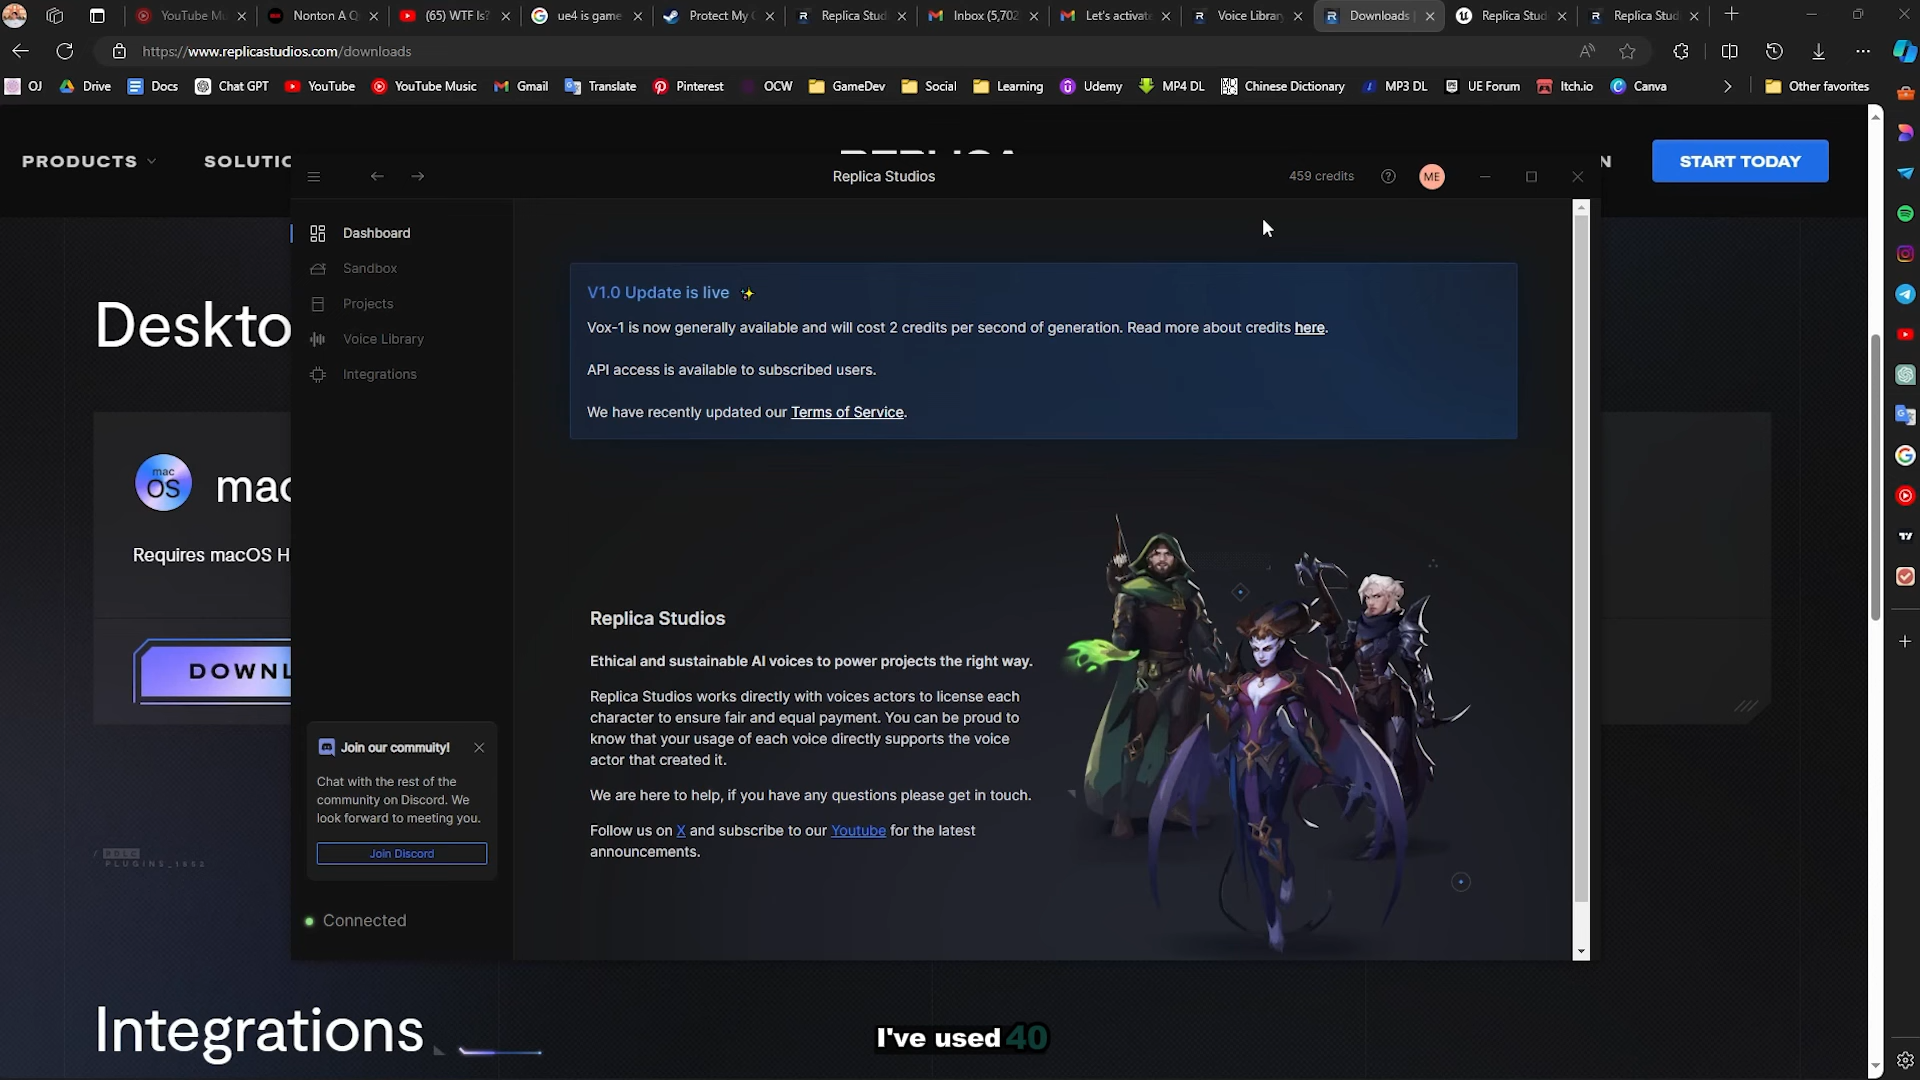 YouTube Mu
Nonton A Q
(65) WTF Is?
ue4 is game
Protect My G
Replica Stud
Inbox (5,702
Let's activate
Voice Library
Downloads |
Replica Stud
Replica Stud
https://www.replicastudios.com/downloads
OJ
Drive
Docs
Chat GPT
YouTube
YouTube Music
Gmail
Translate
Pinterest
OCW
GameDev
Social
Learning
Udemy
MP4 DL
Chinese Dictionary
MP3 DL
UE Forum
Itch.io
Canva
Other favorites
PRODUCTS
SOLUTIO
START TODAY
Replica Studios
459 credits
ME
Dashboard
Sandbox
Projects
Voice Library
Integrations
V1.0 Update is live
Vox-1 is now generally available and will cost 2 credits per second of generation. Read more about credits here.
API access is available to subscribed users.
We have recently updated our Terms of Service.
Deskto
mac
OS
mac
Requires macOS H
DOWNL
Replica Studios
Ethical and sustainable AI voices to power projects the right way.
Replica Studios works directly with voices actors to license each
character to ensure fair and equal payment. You can be proud to
know that your usage of each voice directly supports the voice
actor that created it.
We are here to help, if you have any questions please get in touch.
Follow us on X and subscribe to our Youtube for the latest
announcements.
Join our commuity!
Chat with the rest of the
community on Discord. We
look forward to meeting you.
Join Discord
Connected
PLUGINS_1662
Integrations
I've used 40